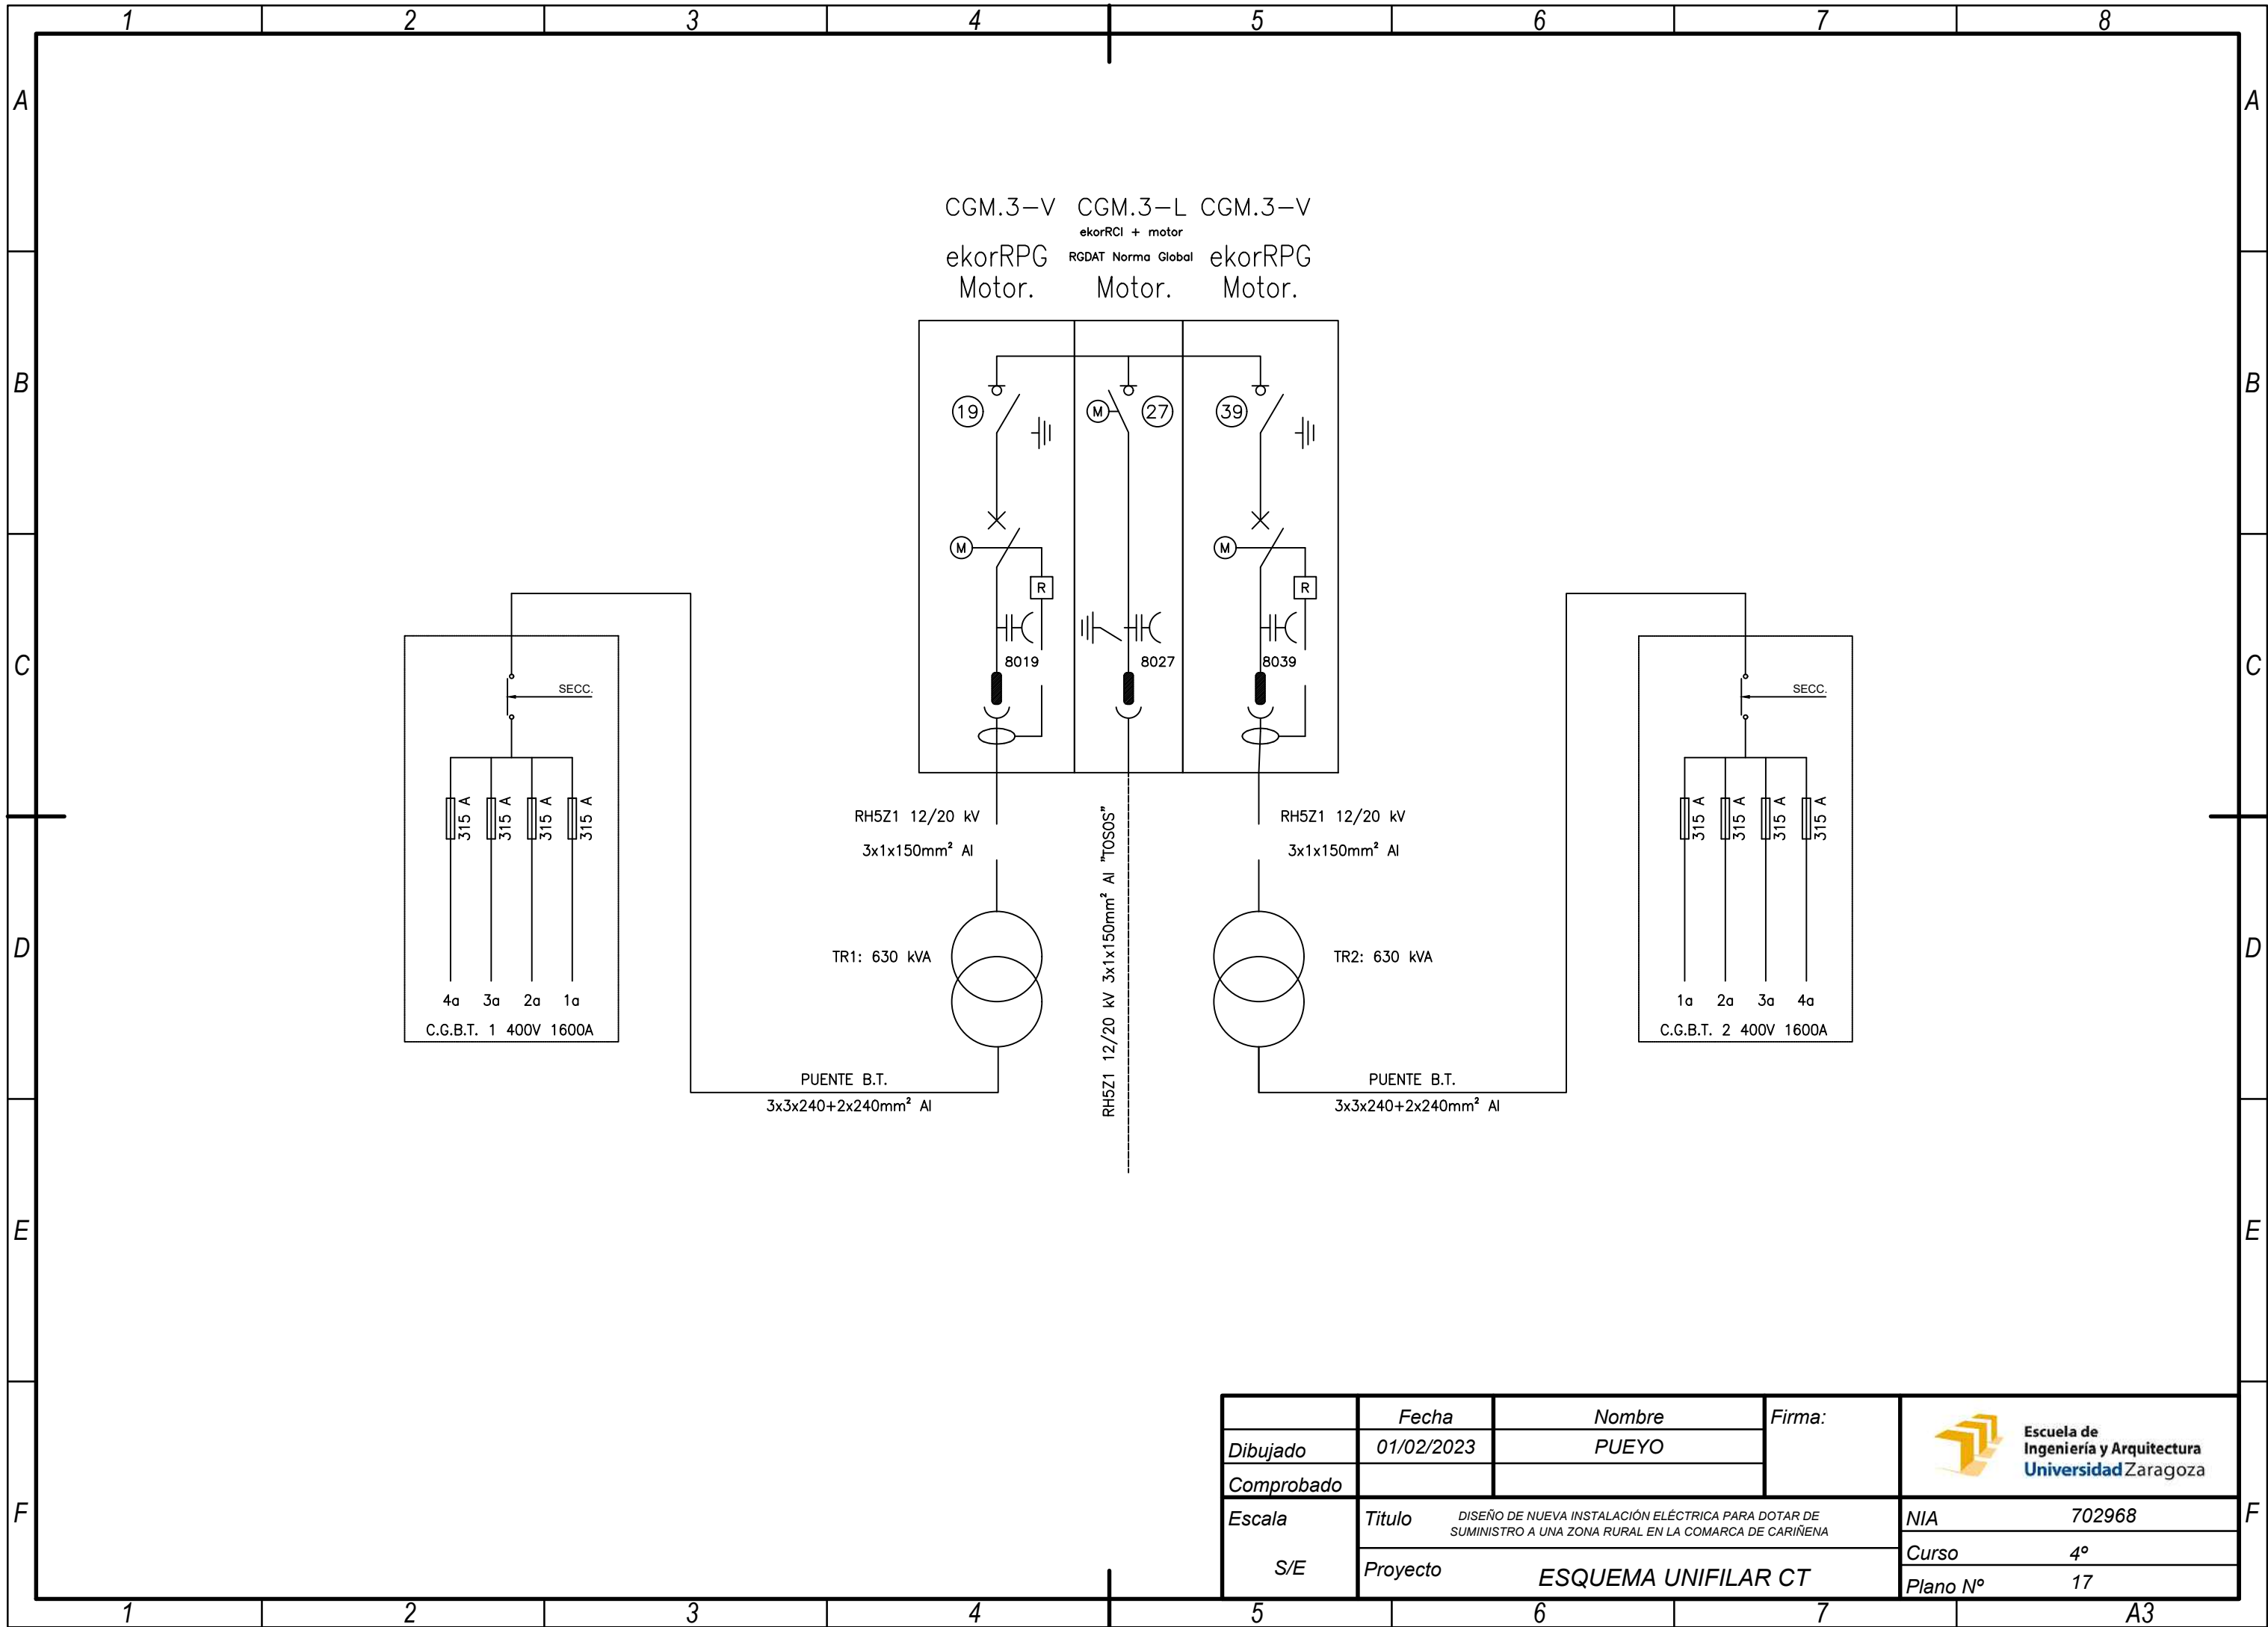 1 2 3 4 5 6 7 8
A A
B B
C C
D D
E E
F F
1 2 3 4 5 6 7 A3
CGM.3-V CGM.3-L CGM.3-V
ekorRCI + motor
ekorRPG RGDAT Norma Global ekorRPG
Motor. Motor. Motor.
19 M 27 39
M M
R R
8019 8027 8039
SECC. SECC.
315 A 315 A 315 A 315 A
315 A 315 A 315 A 315 A
4a 3a 2a 1a
C.G.B.T. 1 400V 1600A
1a 2a 3a 4a
C.G.B.T. 2 400V 1600A
RH5Z1 12/20 kV
3x1x150mm² Al
RH5Z1 12/20 kV 3x1x150mm² Al "TOSOS"
RH5Z1 12/20 kV
3x1x150mm² Al
TR1: 630 kVA
TR2: 630 kVA
PUENTE B.T.
3x3x240+2x240mm² Al
PUENTE B.T.
3x3x240+2x240mm² Al
Fecha Nombre Firma:
Dibujado 01/02/2023 PUEYO
Comprobado
Escuela de
Ingeniería y Arquitectura
Universidad Zaragoza
Escala
S/E
Titulo DISEÑO DE NUEVA INSTALACIÓN ELÉCTRICA PARA DOTAR DE
SUMINISTRO A UNA ZONA RURAL EN LA COMARCA DE CARIÑENA
Proyecto ESQUEMA UNIFILAR CT
NIA 702968
Curso 4º
Plano Nº 17